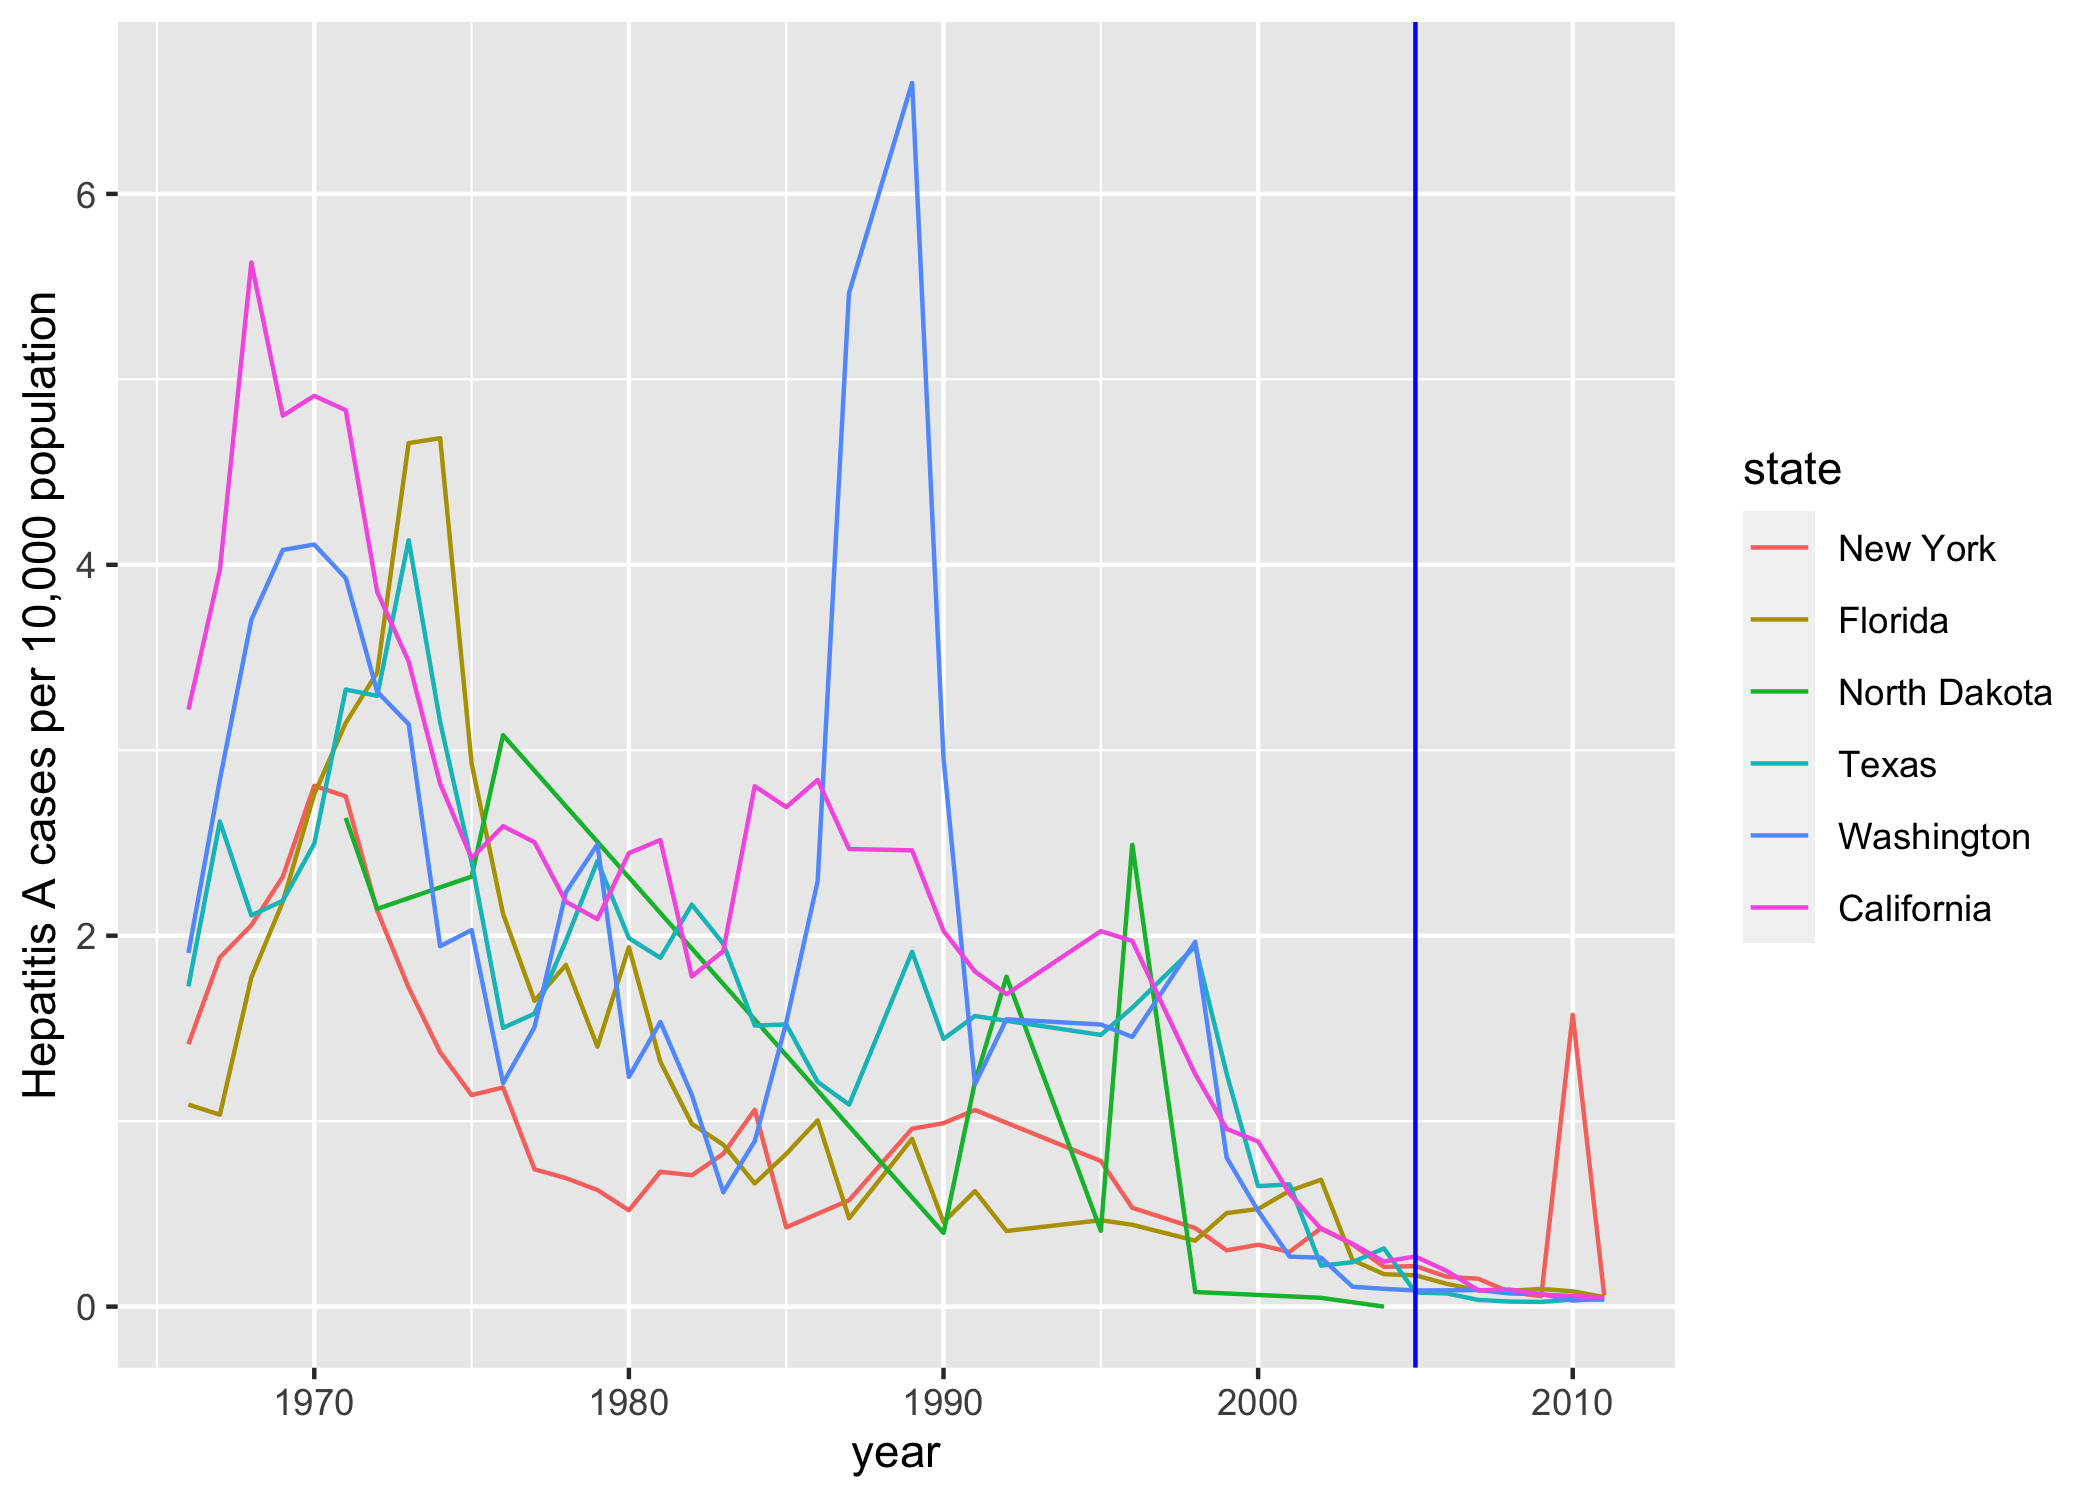 Hepatitis A cases per 10,000 population
6
4
2
0
1970
1980
1990
2000
2010
year
state
New York
Florida
North Dakota
Texas
Washington
California